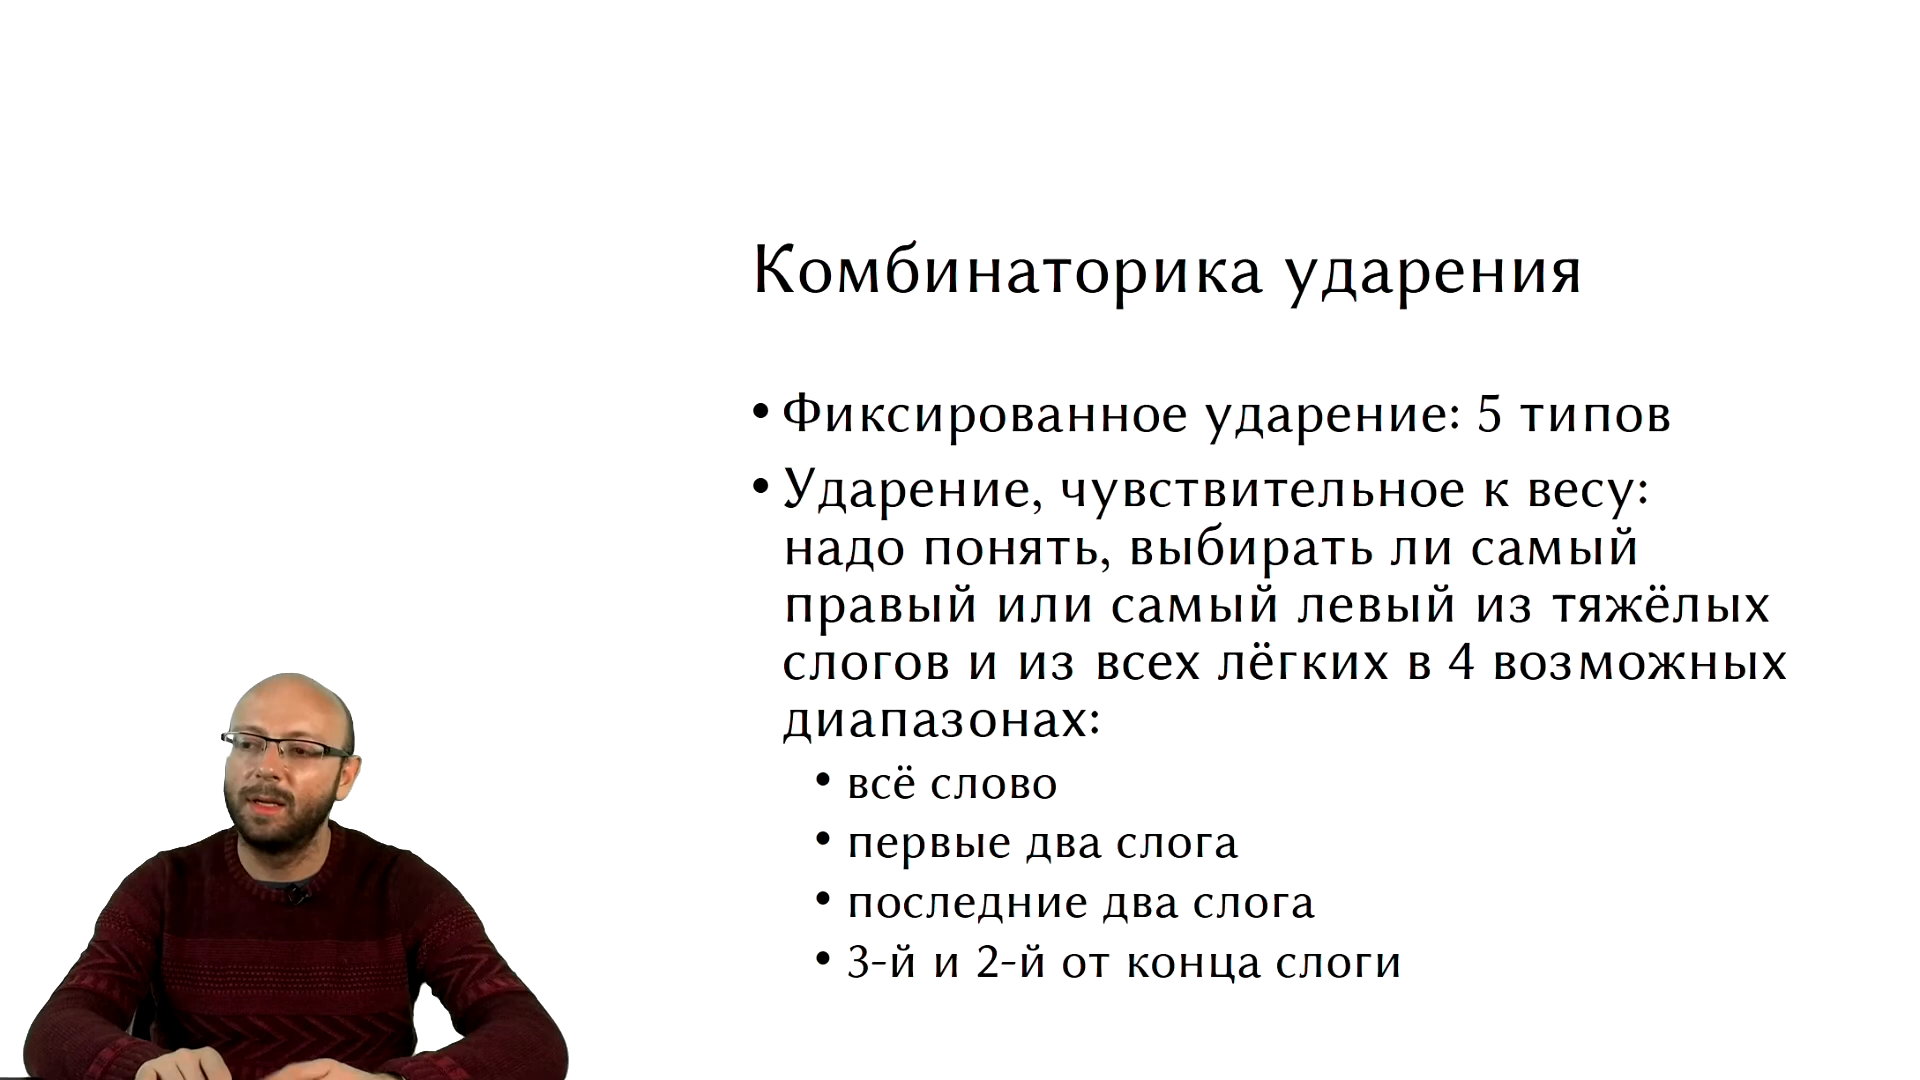 Комбинаторика ударения
• Фиксированное ударение: 5 типов
• Ударение, чувствительное к весу:
надо понять, выбирать ли самый
правый или самый левый из тяжёлых
слогов и из всех лёгких в 4 возможных
диапазонах:
• всё слово
• первые два слога
• последние два слога
• 3-й и 2-й от конца слоги